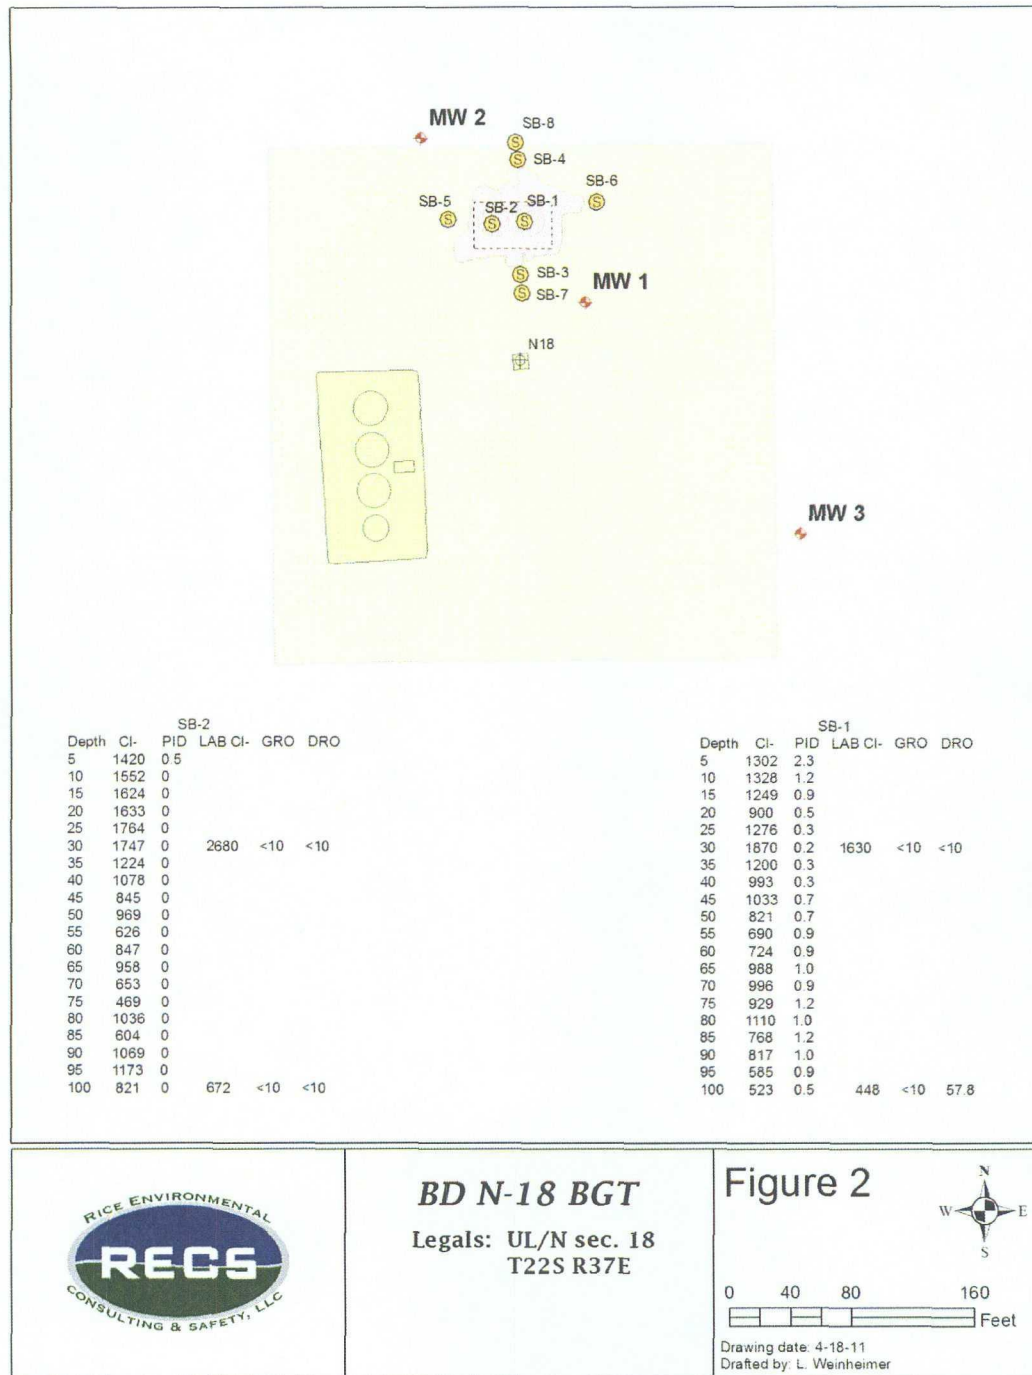 MW 2
SB-8
SB-4
SB-6
SB-5
SB-2
SB-1
SB-3
SB-7
MW 1
N18
MW 3
SB-2
Depth Cl- PID LAB Cl- GRO DRO
5 1420 0.5
10 1552 0
15 1624 0
20 1633 0
25 1764 0
30 1747 0 2680 <10 <10
35 1224 0
40 1078 0
45 845 0
50 969 0
55 626 0
60 847 0
65 958 0
70 653 0
75 469 0
80 1036 0
85 604 0
90 1069 0
95 1173 0
100 821 0 672 <10 <10
SB-1
Depth Cl- PID LAB Cl- GRO DRO
5 1302 2.3
10 1328 1.2
15 1249 0.9
20 900 0.5
25 1276 0.3
30 1870 0.2 1630 <10 <10
35 1200 0.3
40 993 0.3
45 1033 0.7
50 821 0.7
55 690 0.9
60 724 0.9
65 988 1.0
70 996 0.9
75 929 1.2
80 1110 1.0
85 768 1.2
90 817 1.0
95 585 0.9
100 523 0.5 448 <10 57.8
RICE ENVIRONMENTAL
RECS
CONSULTING & SAFETY, LLC
BD N-18 BGT
Legals: UL/N sec. 18
T22S R37E
Figure 2
N
W E
S
0 40 80 160
Feet
Drawing date: 4-18-11
Drafted by: L. Weinheimer